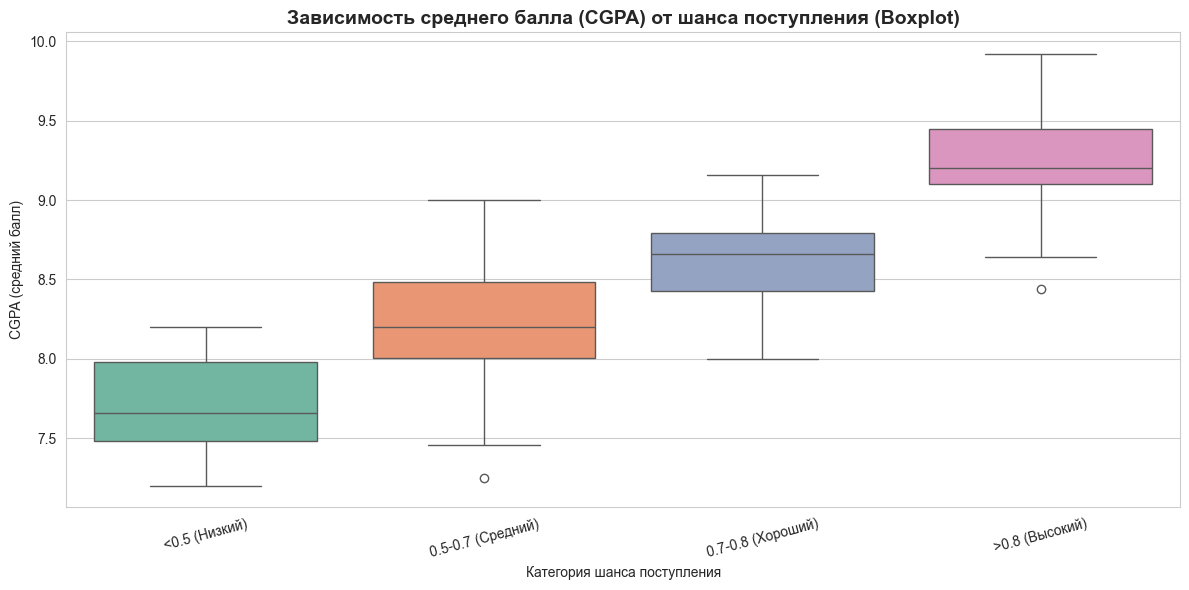 Зависимость среднего балла (CGPA) от шанса поступления (Boxplot)
CGPA (средний балл)
10.0
9.5
9.0
8.5
8.0
7.5
<0.5 (Низкий)
0.5-0.7 (Средний)
0.7-0.8 (Хороший)
>0.8 (Высокий)
Категория шанса поступления